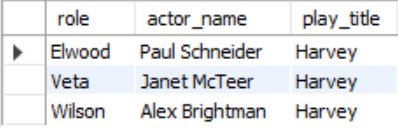 role actor_name play_title
Elwood Paul Schneider Harvey
Veta Janet McTeer Harvey
Wilson Alex Brightman Harvey